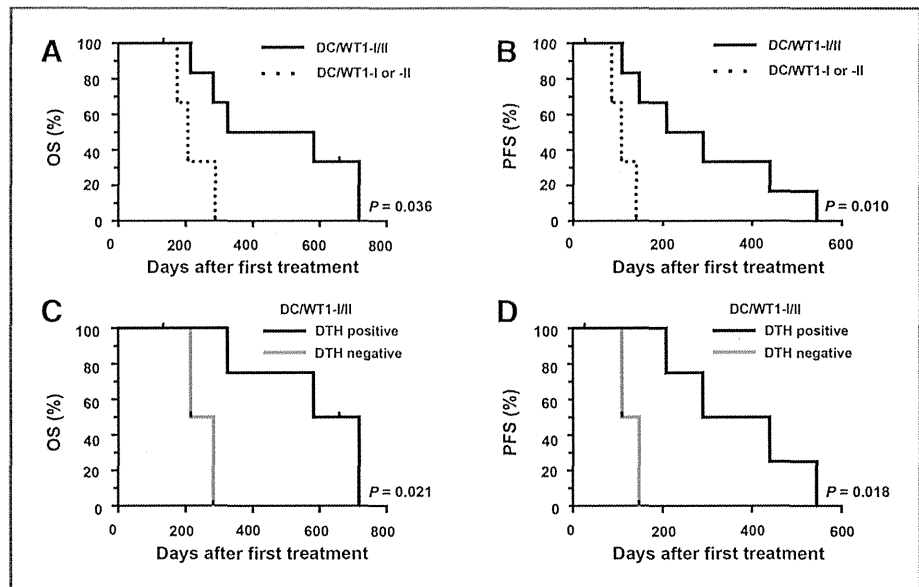 A
DC/WT1-I/II
DC/WT1-I or -II
100
80
60
40
20
0
OS (%)
P = 0.036
0 200 400 600 800
Days after first treatment
B
DC/WT1-I/II
DC/WT1-I or -II
100
80
60
40
20
0
PFS (%)
P = 0.010
0 200 400 600
Days after first treatment
C
DC/WT1-I/II
DTH positive
DTH negative
100
80
60
40
20
0
OS (%)
P = 0.021
0 200 400 600 800
Days after first treatment
D
DC/WT1-I/II
DTH positive
DTH negative
100
80
60
40
20
0
PFS (%)
P = 0.018
0 200 400 600
Days after first treatment